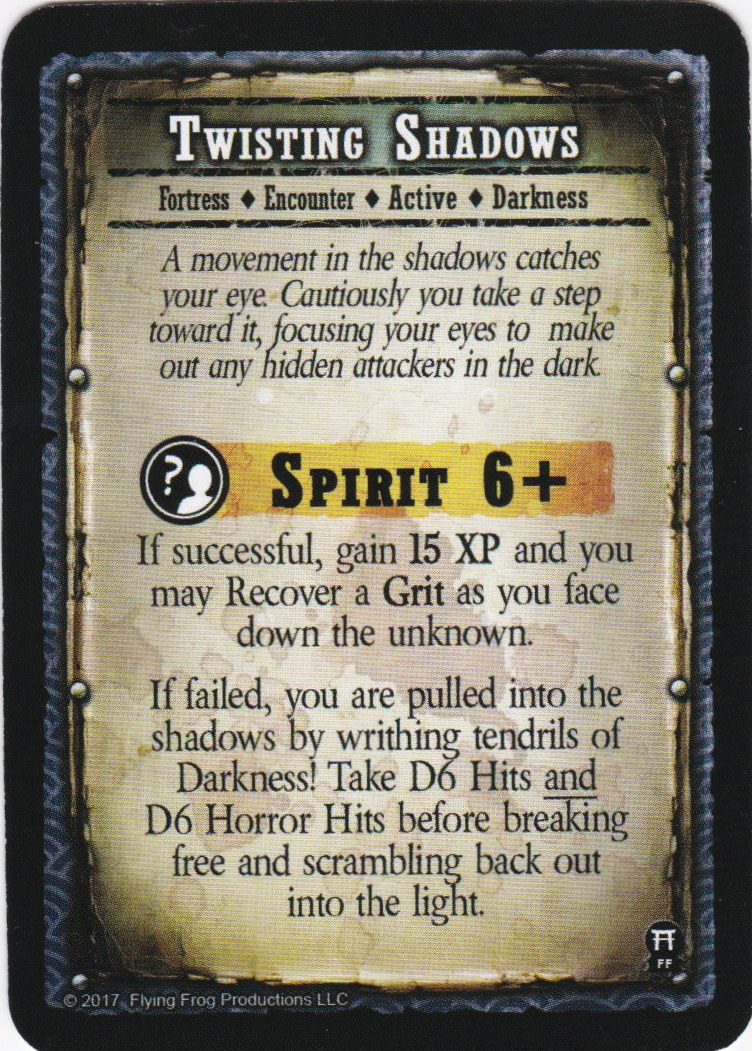 Twisting Shadows
Fortress ♦ Encounter ♦ Active ♦ Darkness
A movement in the shadows catches
your eye. Cautiously you take a step
toward it, focusing your eyes to make
out any hidden attackers in the dark.
? Spirit 6+
If successful, gain 15 XP and you
may Recover a Grit as you face
down the unknown.
If failed, you are pulled into the
shadows by writhing tendrils of
Darkness! Take D6 Hits and
D6 Horror Hits before breaking
free and scrambling back out
into the light.
FF
© 2017 Flying Frog Productions LLC